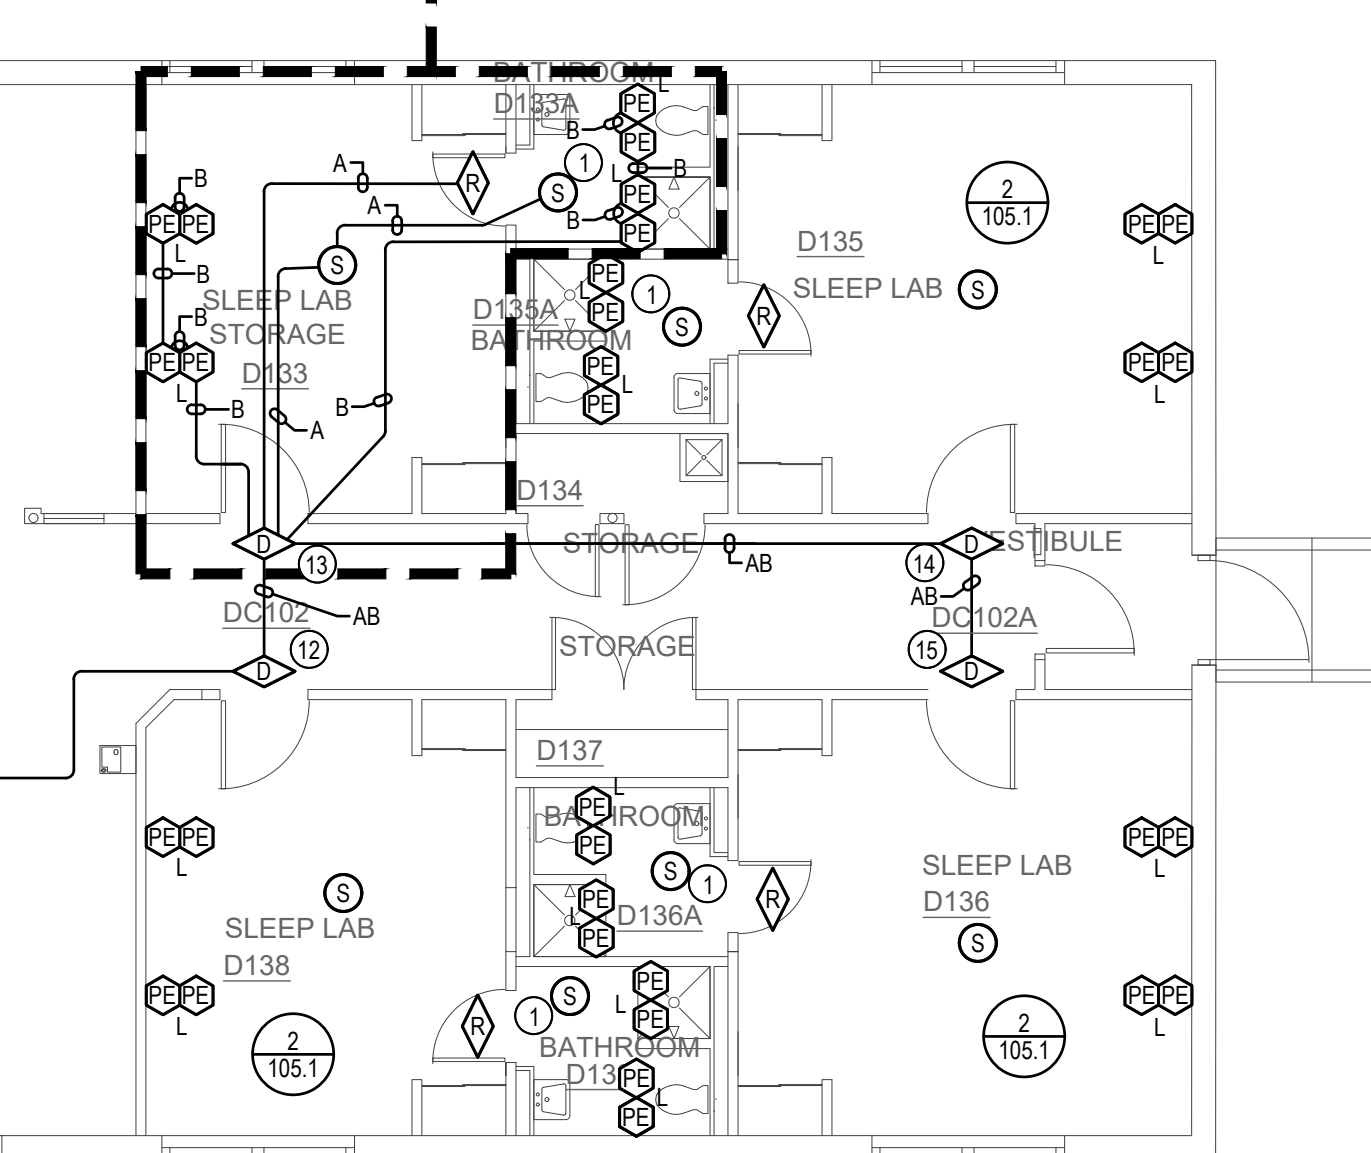 BATHROOM
L
D133A
PE
B
PE
1
A
R
L
B
B
PE
S
A
B
PE
2
105.1
PE PE
L
PE
D135
PE PE
L
S
B
PE
L
1
SLEEP LAB
S
SLEEP LAB
D135A
PE
R
S
B
STORAGE
BATHROOM
PE PE
L
D133
PE
L
PE PE
L
B
B
PE
A
D134
D
13
STORAGE
AB
D
VESTIBULE
14
AB
DC102
AB
DC102A
12
D
STORAGE
15
D
D137
L
PE
BATHROOM
PE
PE PE
L
PE PE
L
SLEEP LAB
S
S
1
R
D136
PE
L
D136A
PE
SLEEP LAB
S
D138
PE PE
L
PE
L
S
1
PE
R
PE PE
L
2
105.1
2
105.1
BATHROOM
D13
PE
L
PE